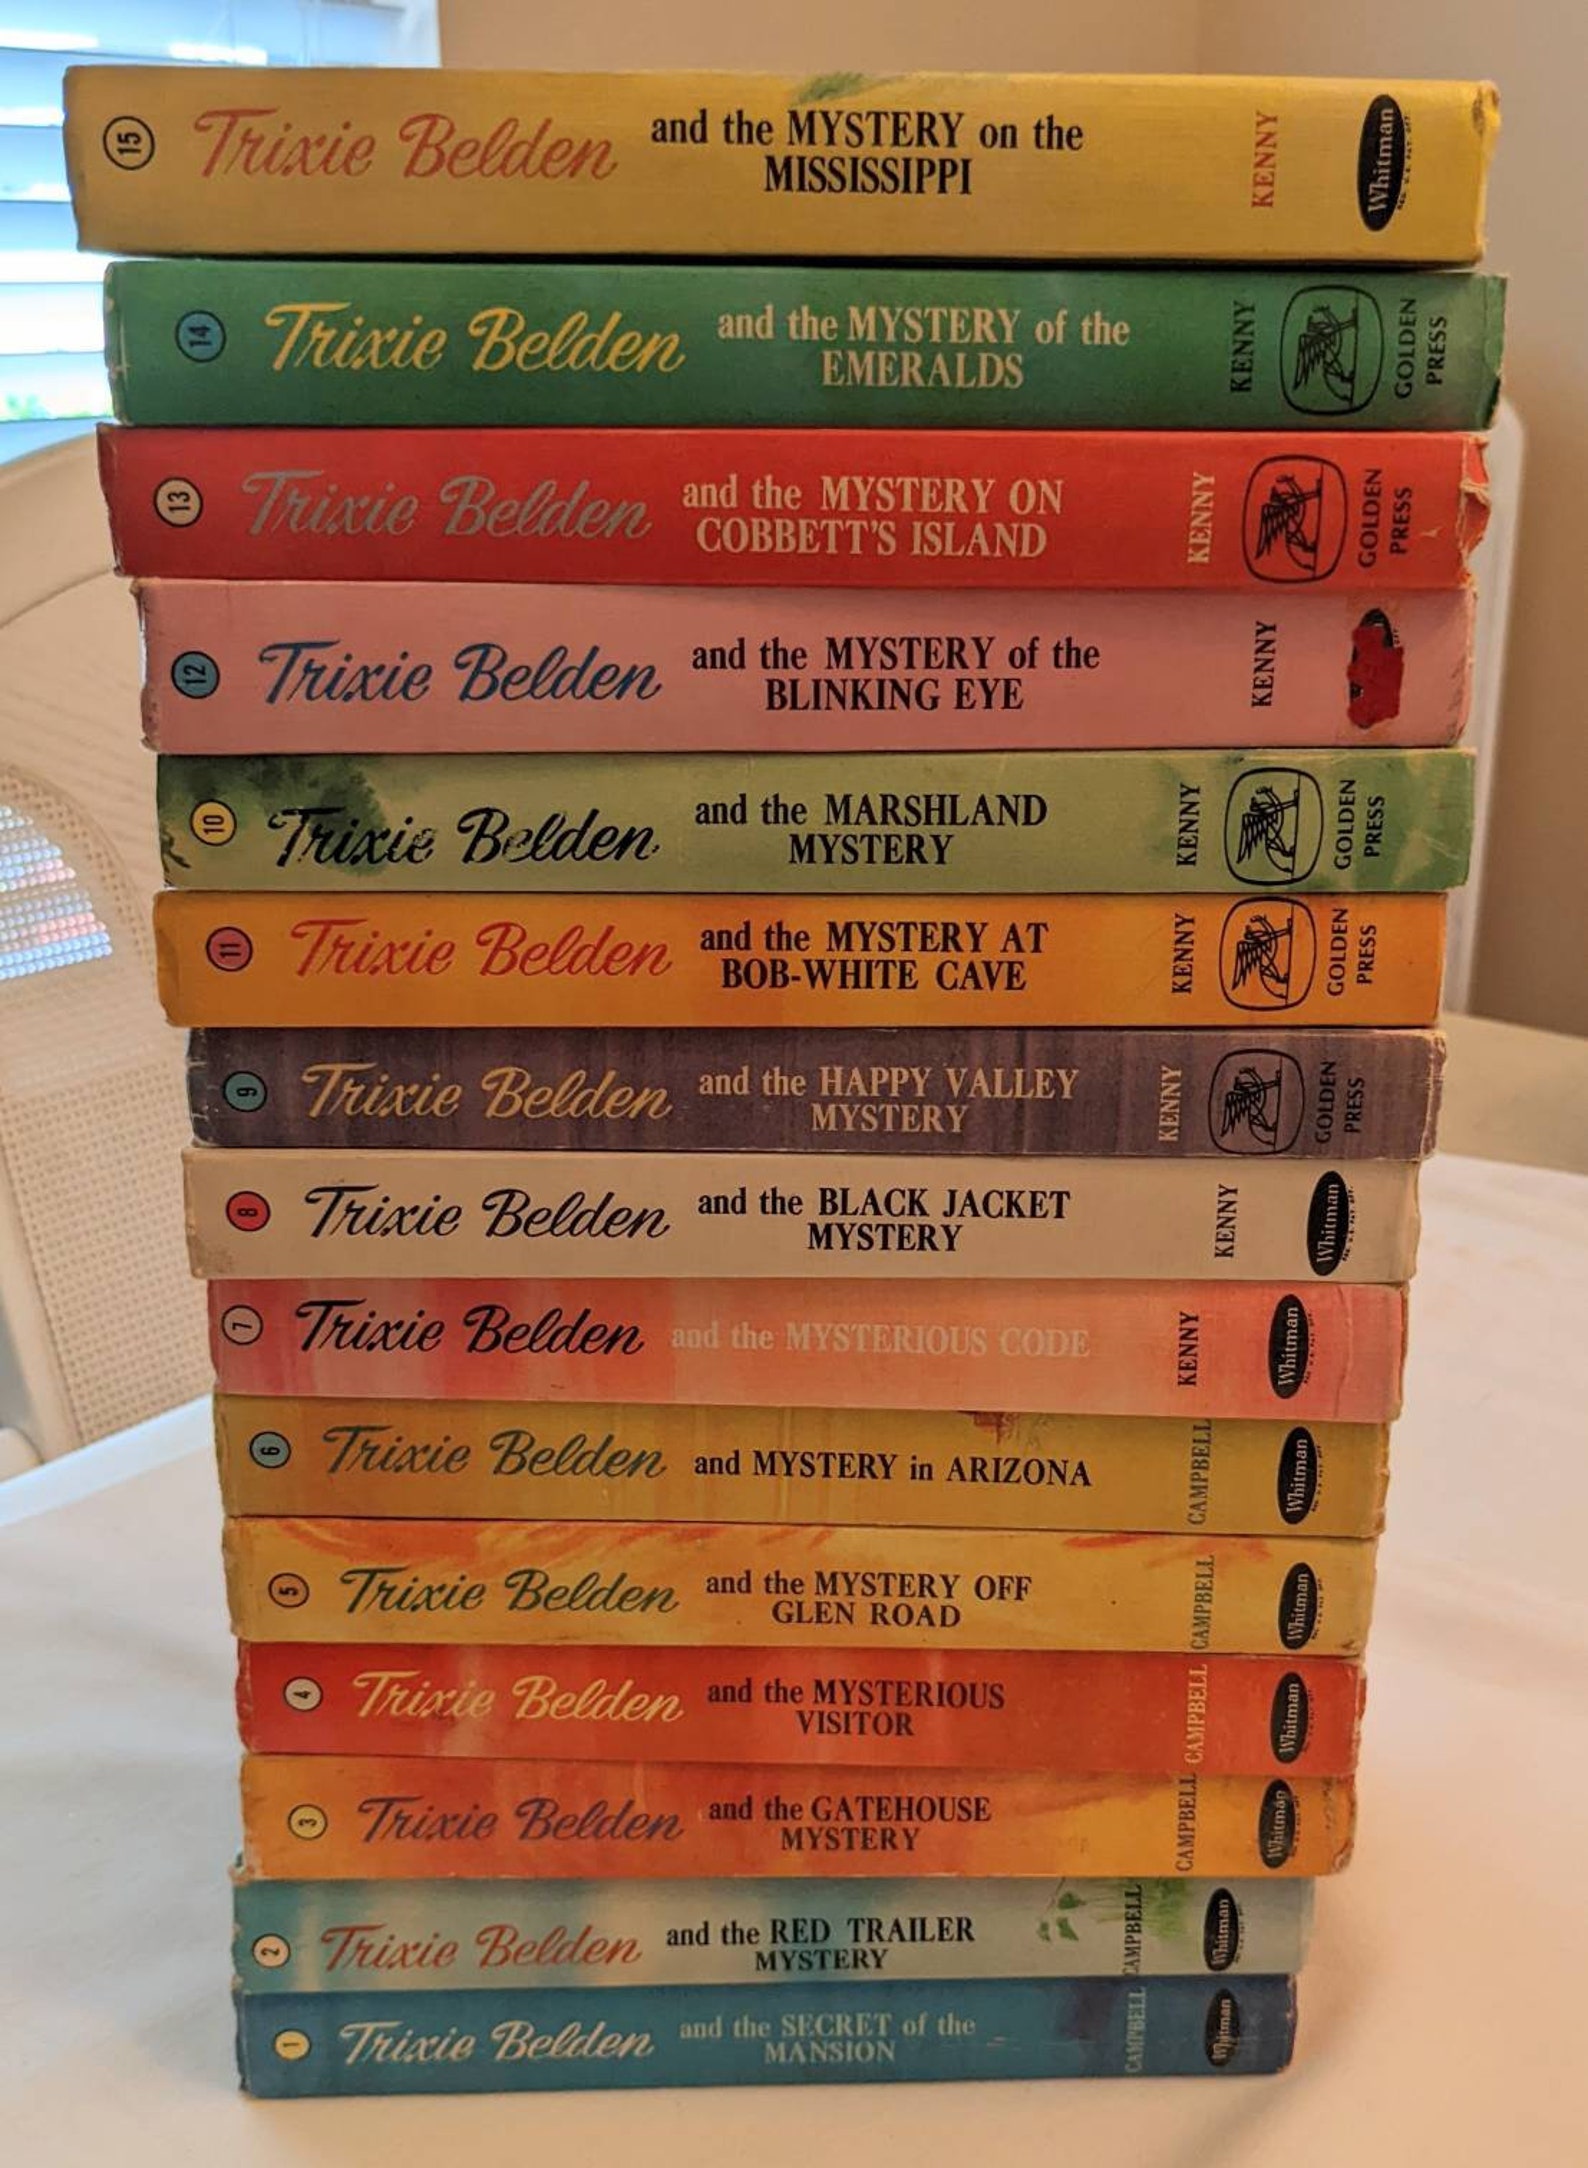 15
Trixie Belden
and the MYSTERY on the
MISSISSIPPI
KENNY
Whitman
14
Trixie Belden
and the MYSTERY of the
EMERALDS
KENNY
GOLDEN
PRESS
13
Trixie Belden
and the MYSTERY ON
COBBETT'S ISLAND
KENNY
GOLDEN
PRESS
12
Trixie Belden
and the MYSTERY of the
BLINKING EYE
KENNY
10
Trixie Belden
and the MARSHLAND
MYSTERY
KENNY
GOLDEN
PRESS
11
Trixie Belden
and the MYSTERY AT
BOB-WHITE CAVE
KENNY
GOLDEN
PRESS
9
Trixie Belden
and the HAPPY VALLEY
MYSTERY
KENNY
GOLDEN
PRESS
8
Trixie Belden
and the BLACK JACKET
MYSTERY
KENNY
Whitman
7
Trixie Belden
and the MYSTERIOUS CODE
KENNY
Whitman
6
Trixie Belden
and MYSTERY in ARIZONA
CAMPBELL
Whitman
5
Trixie Belden
and the MYSTERY OFF
GLEN ROAD
CAMPBELL
Whitman
4
Trixie Belden
and the MYSTERIOUS
VISITOR
CAMPBELL
Whitman
3
Trixie Belden
and the GATEHOUSE
MYSTERY
CAMPBELL
Whitman
2
Trixie Belden
and the RED TRAILER
MYSTERY
CAMPBELL
Whitman
1
Trixie Belden
and the SECRET of the
MANSION
CAMPBELL
Whitman